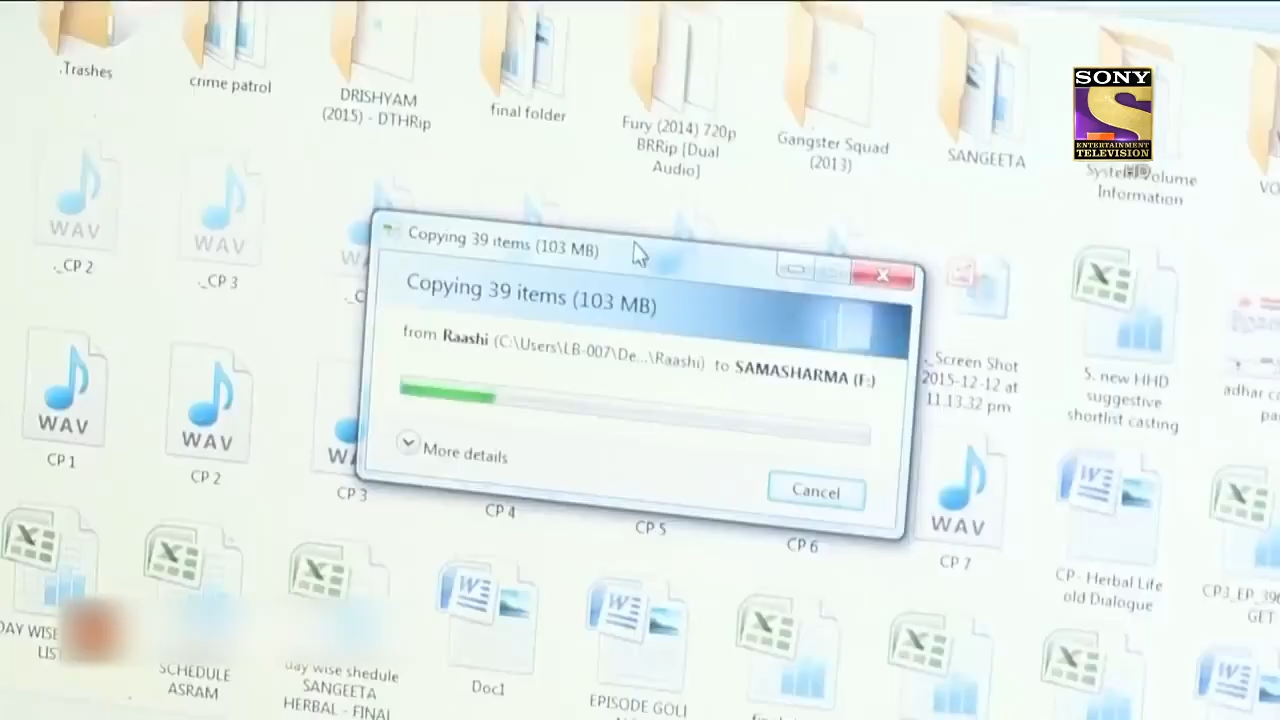 .Trashes
crime patrol
DRISHYAM
(2015) - DTHRip
final folder
Fury (2014) 720p
BRRip [Dual
Audio]
Gangster Squad
(2013)
SANGEETA
System Volume
Information
SONY
ENTERTAINMENT
TELEVISION
HD
WAV
._CP 2
WAV
._CP 3
Copying 39 items (103 MB)
Copying 39 items (103 MB)
from Raashi (C:\Users\LB-007\De...\Raashi) to SAMASHARMA (F:)
More details
Cancel
._Screen Shot
2015-12-12 at
11.13.32 pm
5. new HHD
suggestive
shortlist casting
WAV
CP 1
WAV
CP 2
CP 3
CP 4
CP 5
CP 6
WAV
CP 7
CP - Herbal Life
old Dialogue
GET
DAY WISE
SCHEDULE
ASRAM
day wise shedule
SANGEETA
HERBAL - FINAL
Doc1
EPISODE GOLI